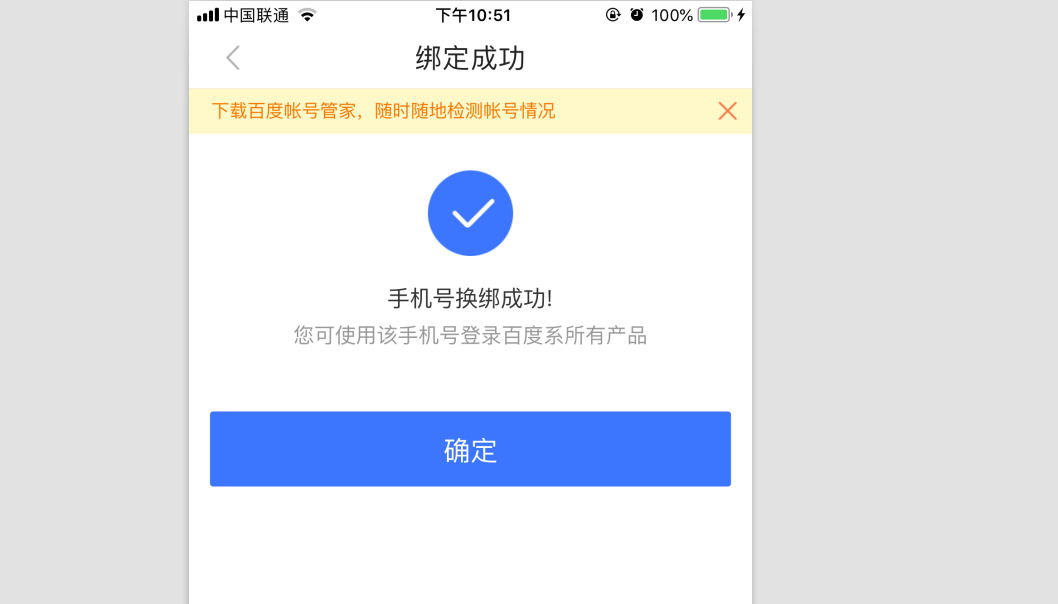 中国联通 下午10:51 100%
绑定成功
下载百度帐号管家，随时随地检测帐号情况
手机号换绑成功!
您可使用该手机号登录百度系所有产品
确定